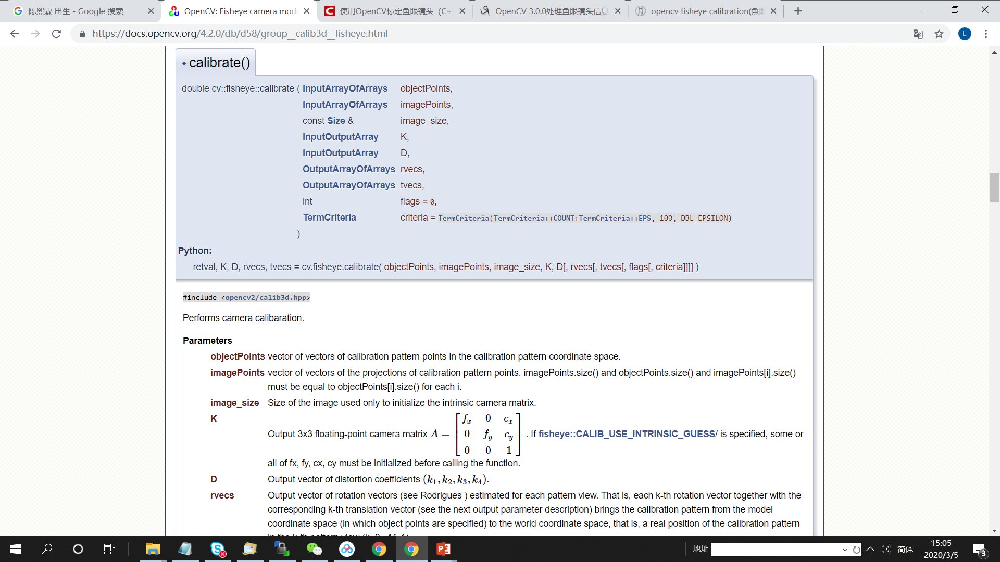 陈熙霖 出生 - Google 搜索
OpenCV: Fisheye camera mod
使用OpenCV标定鱼眼镜头（C+
OpenCV 3.0.0处理鱼眼镜头信息
opencv fisheye calibration(魚眼
https://docs.opencv.org/4.2.0/db/d58/group__calib3d__fisheye.html
L
◆ calibrate()
double cv::fisheye::calibrate ( InputArrayOfArrays objectPoints,
InputArrayOfArrays imagePoints,
const Size & image_size,
InputOutputArray K,
InputOutputArray D,
OutputArrayOfArrays rvecs,
OutputArrayOfArrays tvecs,
int flags = 0,
TermCriteria criteria = TermCriteria(TermCriteria::COUNT+TermCriteria::EPS, 100, DBL_EPSILON)
)
Python:
retval, K, D, rvecs, tvecs = cv.fisheye.calibrate( objectPoints, imagePoints, image_size, K, D[, rvecs[, tvecs[, flags[, criteria]]]] )
#include <opencv2/calib3d.hpp>
Performs camera calibaration.
Parameters
objectPoints vector of vectors of calibration pattern points in the calibration pattern coordinate space.
imagePoints vector of vectors of the projections of calibration pattern points. imagePoints.size() and objectPoints.size() and imagePoints[i].size()
must be equal to objectPoints[i].size() for each i.
image_size Size of the image used only to initialize the intrinsic camera matrix.
K
f_x 0 c_x
Output 3x3 floating-point camera matrix A = 0 f_y c_y . If fisheye::CALIB_USE_INTRINSIC_GUESS/ is specified, some or
0 0 1
all of fx, fy, cx, cy must be initialized before calling the function.
D Output vector of distortion coefficients (k_1, k_2, k_3, k_4).
rvecs Output vector of rotation vectors (see Rodrigues ) estimated for each pattern view. That is, each k-th rotation vector together with the
corresponding k-th translation vector (see the next output parameter description) brings the calibration pattern from the model
coordinate space (in which object points are specified) to the world coordinate space, that is, a real position of the calibration pattern
地址
简体
15:05
2020/3/5
3